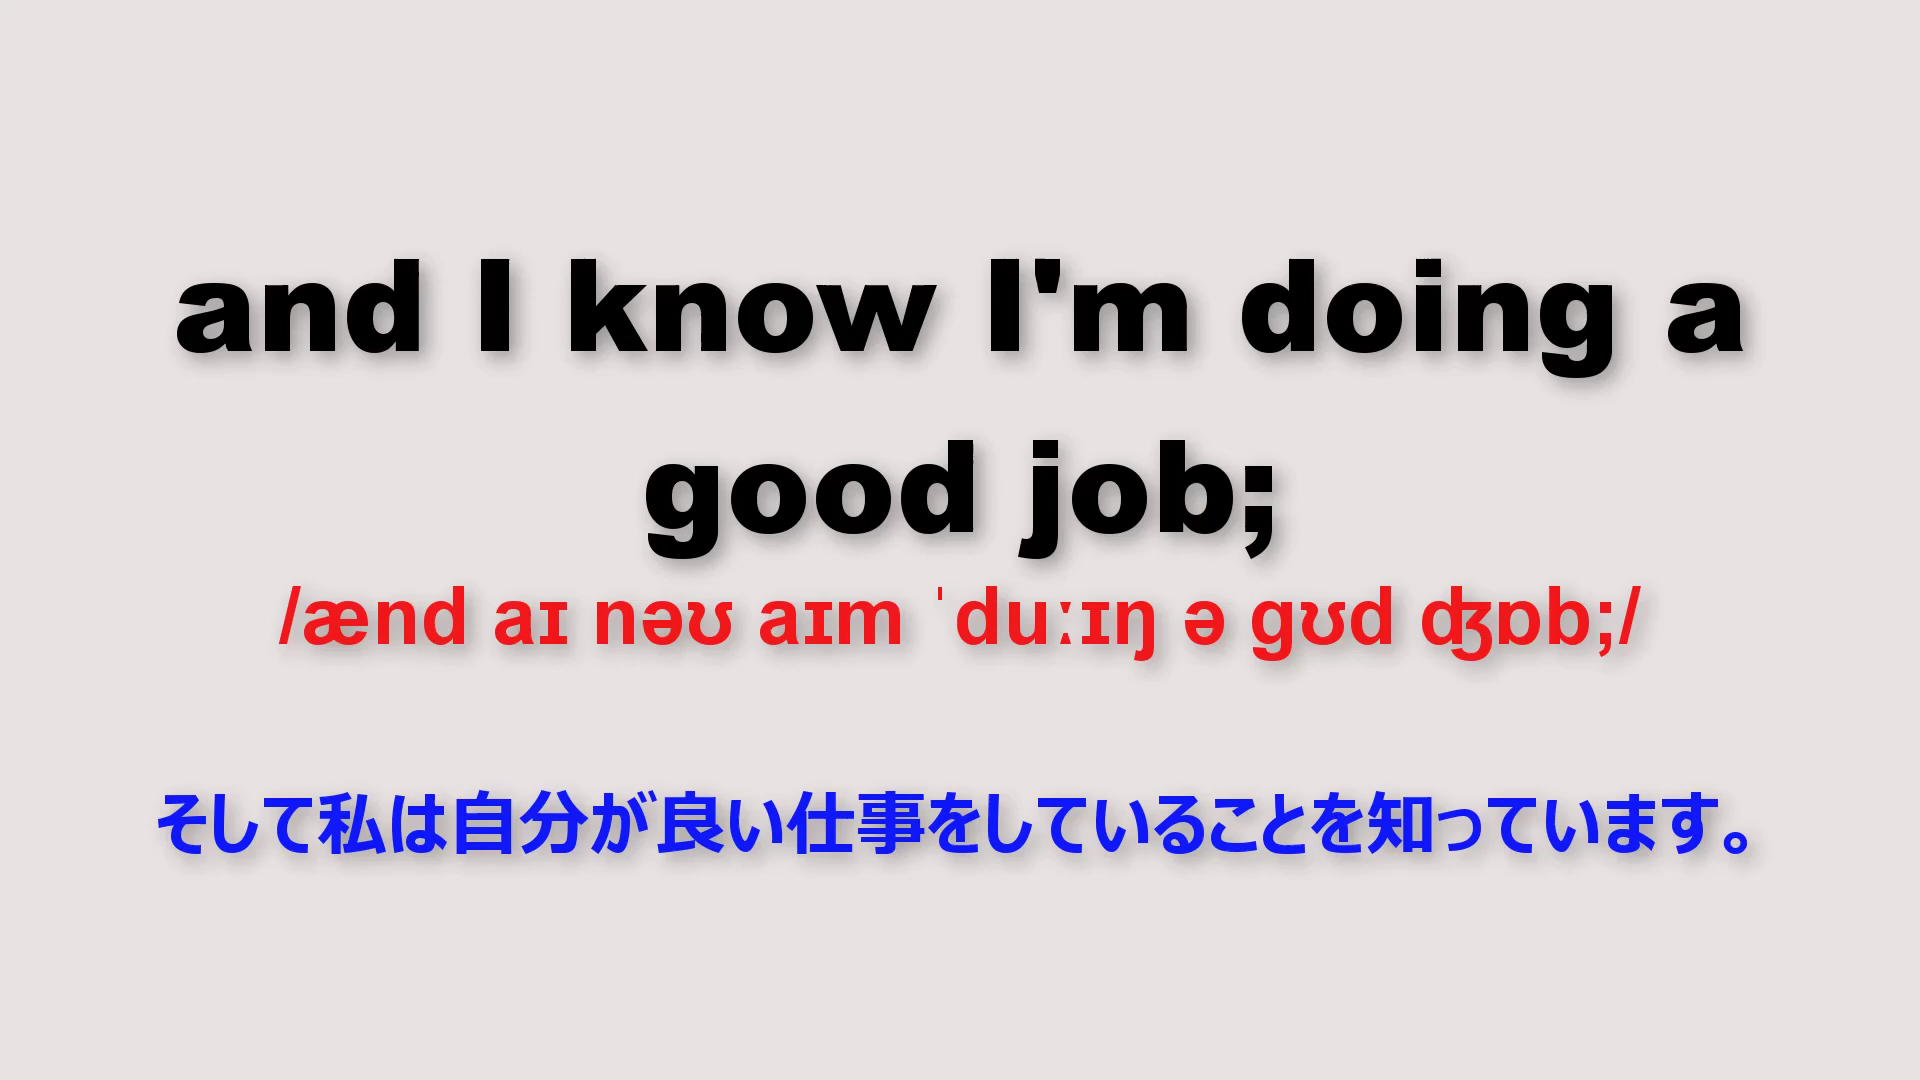 and I know I'm doing a
good job;
/ænd aɪ nəʊ aɪm ˈduːɪŋ ə gʊd ʤɒb;/
そして私は自分が良い仕事をしていることを知っています。